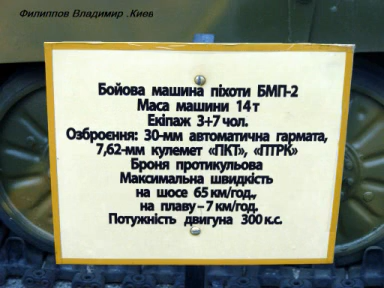 Филиппов Владимир .Киев
Бойова машина піхоти БМП-2
Маса машини 14 т
Екіпаж 3+7 чол.
Озброєння: 30-мм автоматична гармата,
7,62-мм кулемет «ПКТ», «ПТРК»
Броня протикульова
Максимальна швидкість
на шосе 65 км/год.,
на плаву – 7 км/год.
Потужність двигуна 300 к.с.